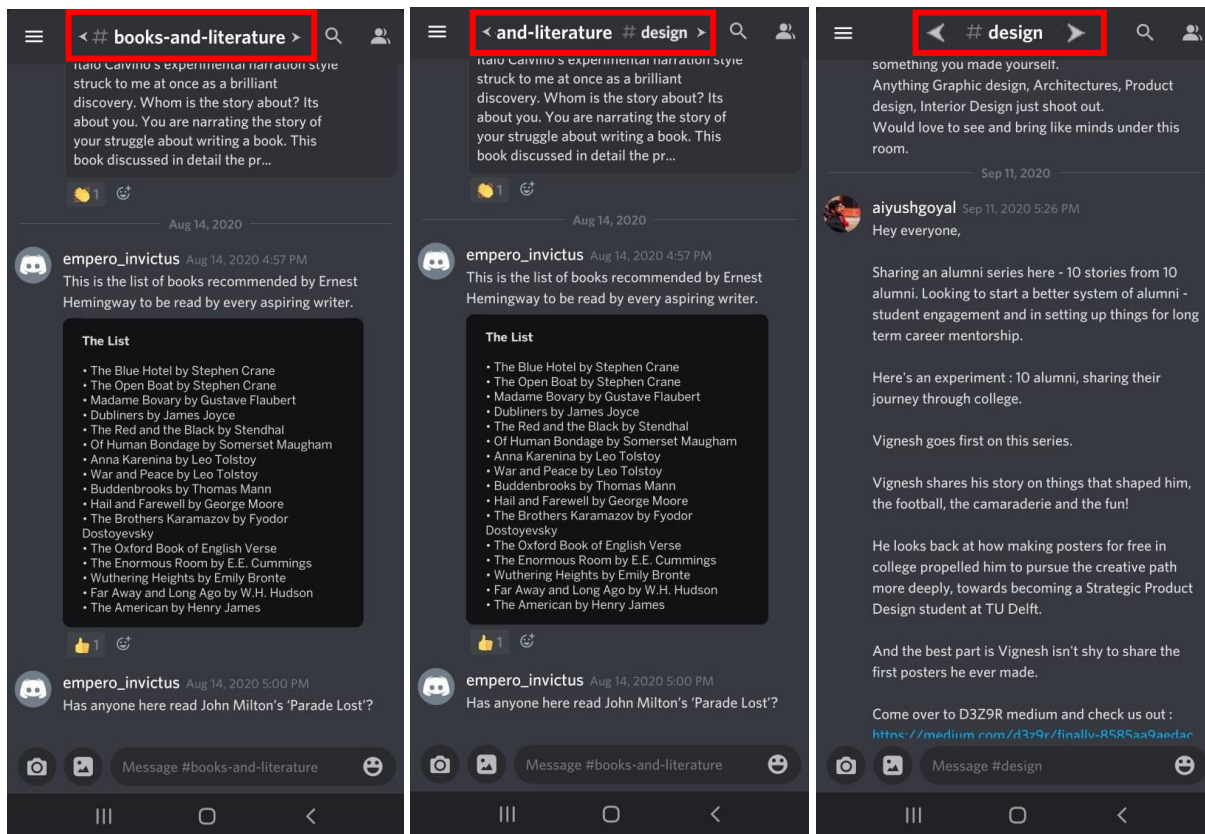 < # books-and-literature >
Italo Calvino's experimental narration style
struck to me at once as a brilliant
discovery. Whom is the story about? Its
about you. You are narrating the story of
your struggle about writing a book. This
book discussed in detail the pr...
1
Aug 14, 2020
empero_invictus Aug 14, 2020 4:57 PM
This is the list of books recommended by Ernest
Hemingway to be read by every aspiring writer.
The List
• The Blue Hotel by Stephen Crane
• The Open Boat by Stephen Crane
• Madame Bovary by Gustave Flaubert
• Dubliners by James Joyce
• The Red and the Black by Stendhal
• Of Human Bondage by Somerset Maugham
• Anna Karenina by Leo Tolstoy
• War and Peace by Leo Tolstoy
• Buddenbrooks by Thomas Mann
• Hail and Farewell by George Moore
• The Brothers Karamazov by Fyodor
Dostoyevsky
• The Oxford Book of English Verse
• The Enormous Room by E.E. Cummings
• Wuthering Heights by Emily Bronte
• Far Away and Long Ago by W.H. Hudson
• The American by Henry James
1
empero_invictus Aug 14, 2020 5:00 PM
Has anyone here read John Milton's 'Parade Lost'?
Message #books-and-literature
< and-literature # design >
Italo Calvino's experimental narration style
struck to me at once as a brilliant
discovery. Whom is the story about? Its
about you. You are narrating the story of
your struggle about writing a book. This
book discussed in detail the pr...
1
Aug 14, 2020
empero_invictus Aug 14, 2020 4:57 PM
This is the list of books recommended by Ernest
Hemingway to be read by every aspiring writer.
The List
• The Blue Hotel by Stephen Crane
• The Open Boat by Stephen Crane
• Madame Bovary by Gustave Flaubert
• Dubliners by James Joyce
• The Red and the Black by Stendhal
• Of Human Bondage by Somerset Maugham
• Anna Karenina by Leo Tolstoy
• War and Peace by Leo Tolstoy
• Buddenbrooks by Thomas Mann
• Hail and Farewell by George Moore
• The Brothers Karamazov by Fyodor
Dostoyevsky
• The Oxford Book of English Verse
• The Enormous Room by E.E. Cummings
• Wuthering Heights by Emily Bronte
• Far Away and Long Ago by W.H. Hudson
• The American by Henry James
1
empero_invictus Aug 14, 2020 5:00 PM
Has anyone here read John Milton's 'Parade Lost'?
Message #books-and-literature
# design
something you made yourself.
Anything Graphic design, Architectures, Product
design, Interior Design just shoot out.
Would love to see and bring like minds under this
room.
Sep 11, 2020
aiyushgoyal Sep 11, 2020 5:26 PM
Hey everyone,
Sharing an alumni series here - 10 stories from 10
alumni. Looking to start a better system of alumni -
student engagement and in setting up things for long
term career mentorship.
Here's an experiment : 10 alumni, sharing their
journey through college.
Vignesh goes first on this series.
Vignesh shares his story on things that shaped him,
the football, the camaraderie and the fun!
He looks back at how making posters for free in
college propelled him to pursue the creative path
more deeply, towards becoming a Strategic Product
Design student at TU Delft.
And the best part is Vignesh isn't shy to share the
first posters he ever made.
Come over to D3Z9R medium and check us out :
https://medium.com/d3z9r/finally-8585aa9aedac
Message #design